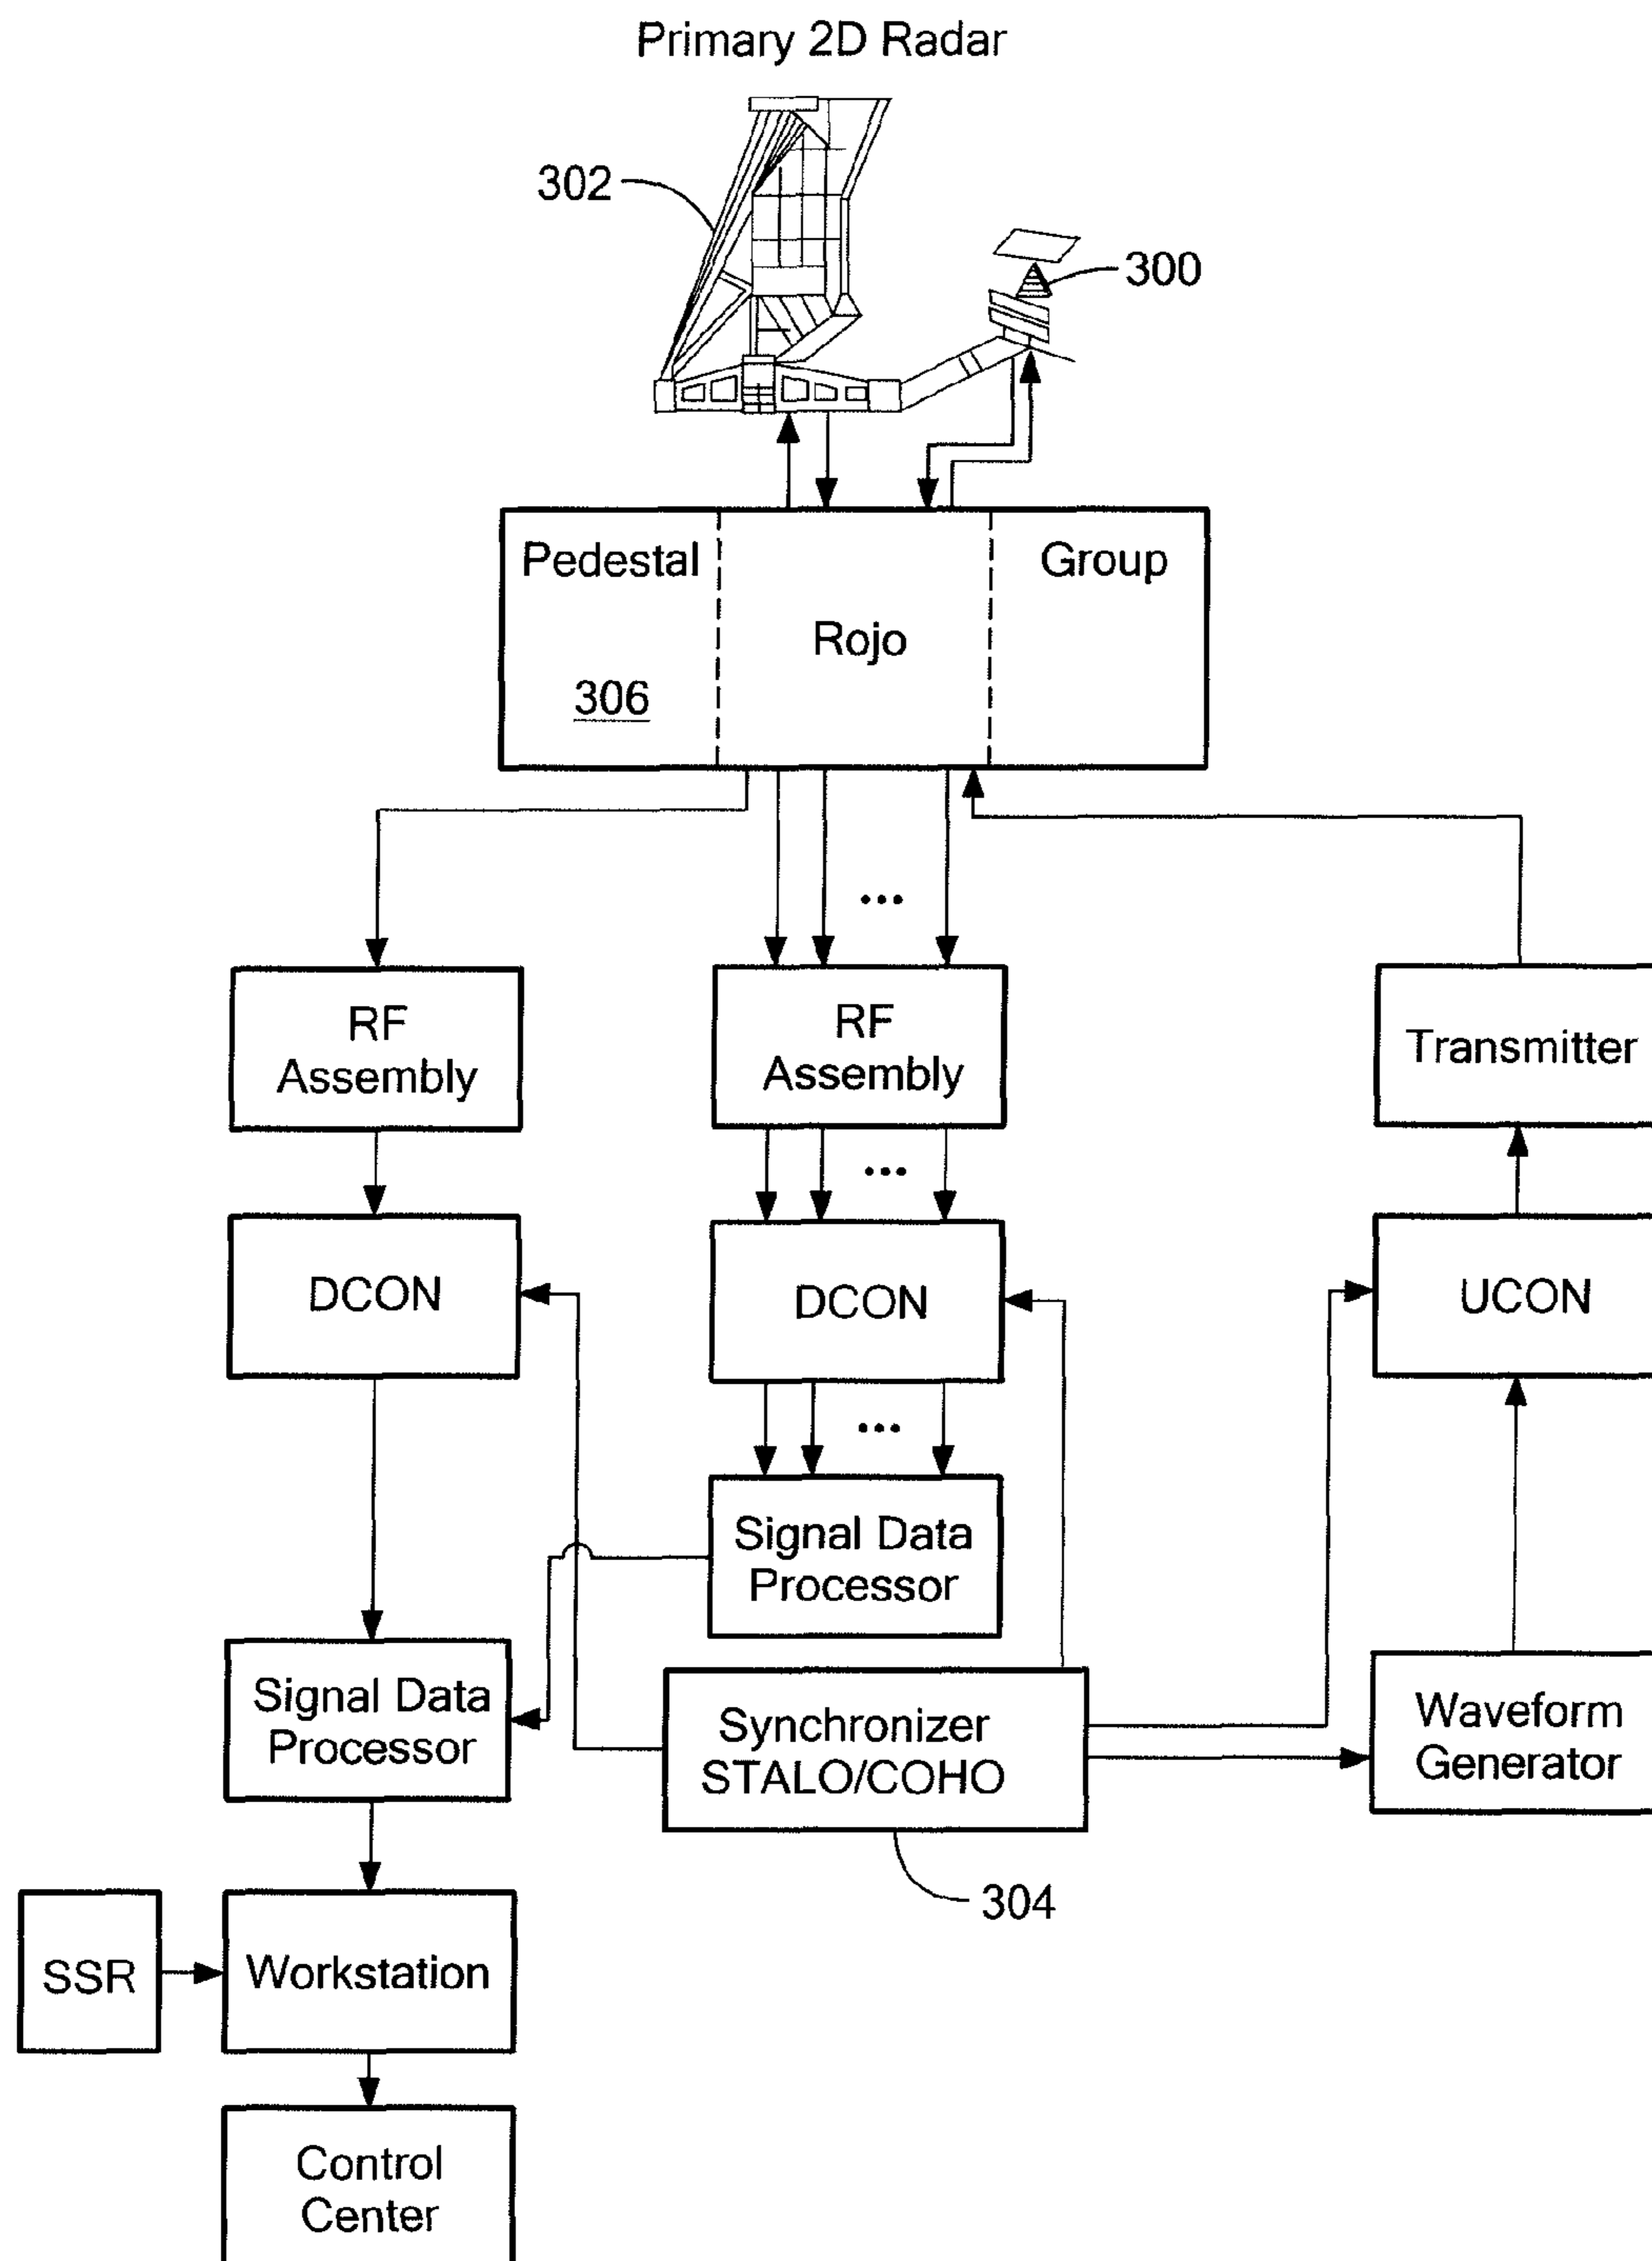 Primary 2D Radar
302
300
Pedestal
Rojo
Group
306
...
RF
Assembly
RF
Assembly
Transmitter
...
DCON
DCON
UCON
...
Signal Data
Processor
Signal Data
Processor
Synchronizer
STALO/COHO
Waveform
Generator
304
SSR
Workstation
Control
Center